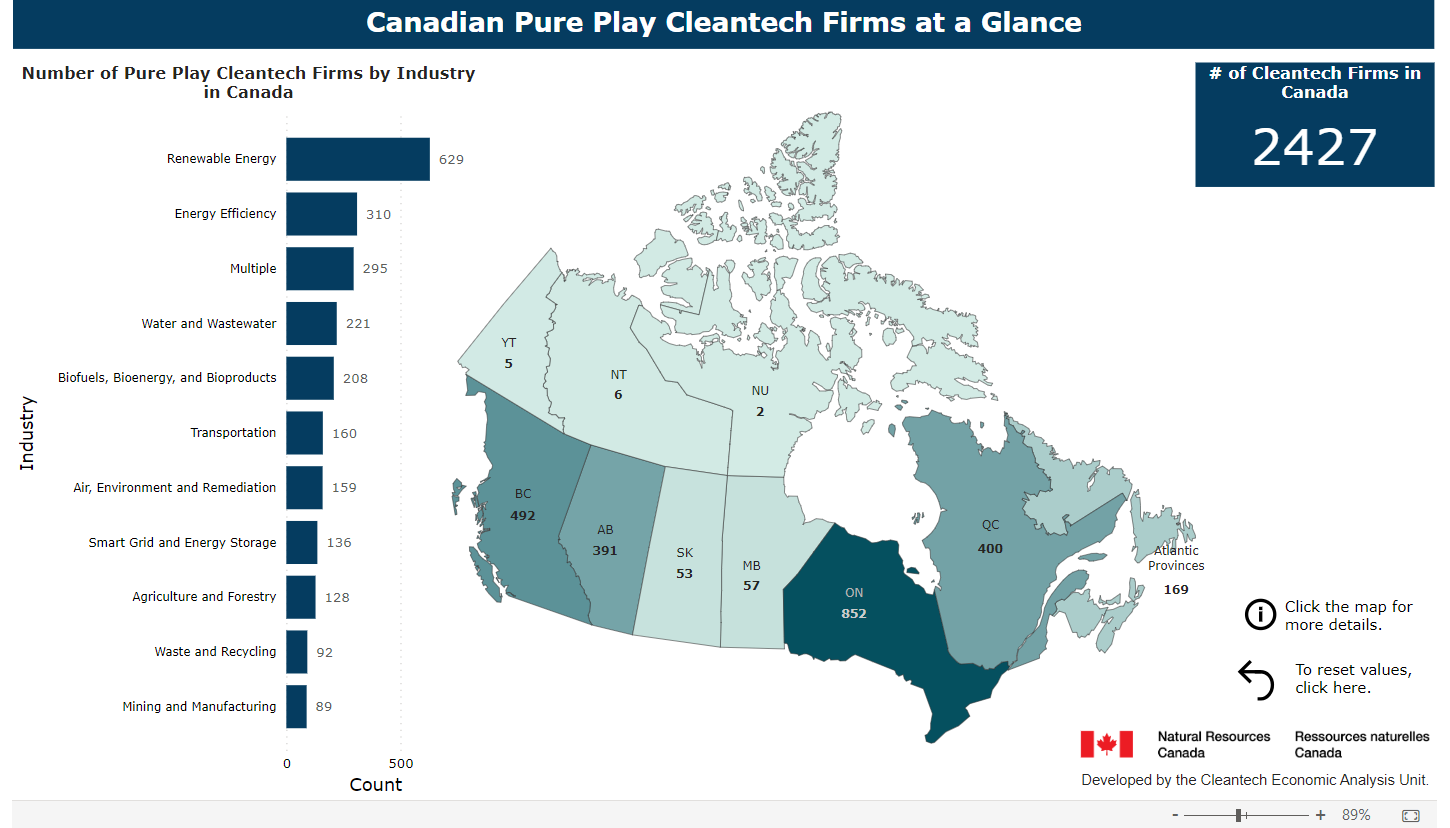 Canadian Pure Play Cleantech Firms at a Glance
Number of Pure Play Cleantech Firms by Industry
in Canada
Industry
Renewable Energy 629
Energy Efficiency 310
Multiple 295
Water and Wastewater 221
Biofuels, Bioenergy, and Bioproducts 208
Transportation 160
Air, Environment and Remediation 159
Smart Grid and Energy Storage 136
Agriculture and Forestry 128
Waste and Recycling 92
Mining and Manufacturing 89
0 500
Count
YT
5
NT
6
NU
2
BC
492
AB
391
SK
53
MB
57
ON
852
QC
400
Atlantic
Provinces
169
# of Cleantech Firms in
Canada
2427
Click the map for
more details.
To reset values,
click here.
Natural Resources
Canada
Ressources naturelles
Canada
Developed by the Cleantech Economic Analysis Unit.
- + 89%